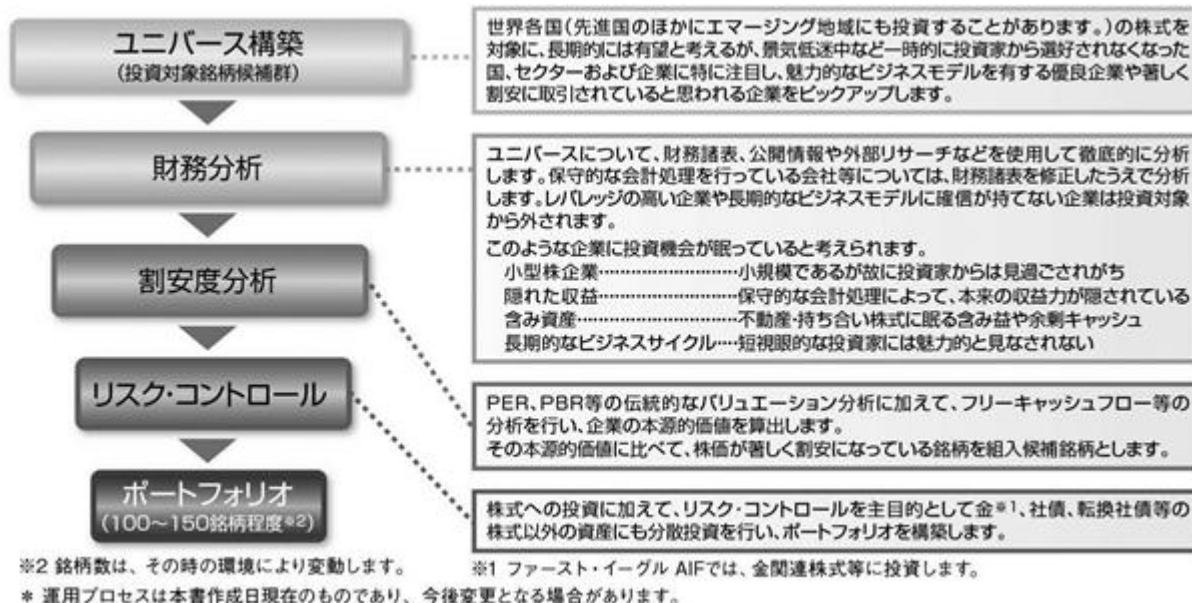 ユニバース構築
(投資対象銘柄候補群)
世界各国(先進国のほかにエマージング地域にも投資することがあります。)の株式を
対象に、長期的には有望と考えるが、景気低迷中など一時的に投資家から選好されなくなった
国、セクターおよび企業に特に注目し、魅力的なビジネスモデルを有する優良企業や著しく
割安に取引されていると思われる企業をピックアップします。
財務分析
ユニバースについて、財務諸表、公開情報や外部リサーチなどを使用して徹底的に分析
します。保守的な会計処理を行っている会社等については、財務諸表を修正したうえで分析
します。レバレッジの高い企業や長期的なビジネスモデルに確信が持てない企業は投資対象
から外されます。
このような企業に投資機会が眠っていると考えられます。
小型株企業…………………小規模であるが故に投資家からは見過ごされがち
隠れた収益…………………保守的な会計処理によって、本来の収益力が隠されている
含み資産……………………不動産・持ち合い株式に眠る含み益や余剰キャッシュ
長期的なビジネスサイクル……短視眼的な投資家には魅力的と見なされない
割安度分析
PER、PBR等の伝統的なバリュエーション分析に加えて、フリーキャッシュフロー等の
分析を行い、企業の本源的価値を算出します。
その本源的価値に比べて、株価が著しく割安になっている銘柄を組入候補銘柄とします。
リスク・コントロール
株式への投資に加えて、リスク・コントロールを主目的として金※1、社債、転換社債等の
株式以外の資産にも分散投資を行い、ポートフォリオを構築します。
ポートフォリオ
(100～150銘柄程度※2)
※2 銘柄数は、その時の環境により変動します。
※1 ファースト・イーグル AIFでは、金関連株式等に投資します。
* 運用プロセスは本書作成日現在のものであり、今後変更となる場合があります。